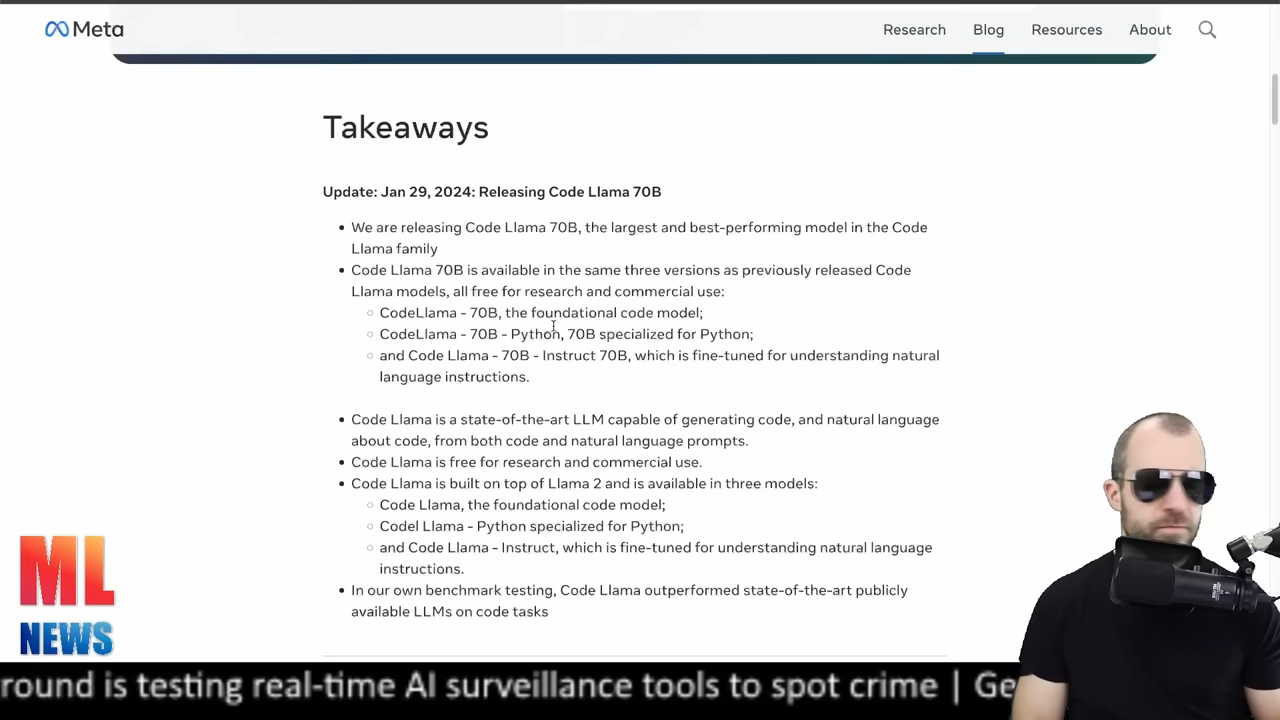 Meta
Research Blog Resources About
Takeaways
Update: Jan 29, 2024: Releasing Code Llama 70B
We are releasing Code Llama 70B, the largest and best-performing model in the Code
Llama family
Code Llama 70B is available in the same three versions as previously released Code
Llama models, all free for research and commercial use:
CodeLlama - 70B, the foundational code model;
CodeLlama - 70B - Python, 70B specialized for Python;
and Code Llama - 70B - Instruct 70B, which is fine-tuned for understanding natural
language instructions.
Code Llama is a state-of-the-art LLM capable of generating code, and natural language
about code, from both code and natural language prompts.
Code Llama is free for research and commercial use.
Code Llama is built on top of Llama 2 and is available in three models:
Code Llama, the foundational code model;
Codel Llama - Python specialized for Python;
and Code Llama - Instruct, which is fine-tuned for understanding natural language
instructions.
In our own benchmark testing, Code Llama outperformed state-of-the-art publicly
available LLMs on code tasks
ML
NEWS
round is testing real-time AI surveillance tools to spot crime | Ge